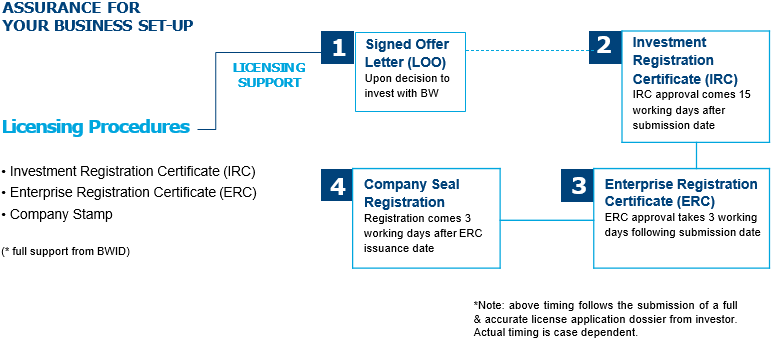 ASSURANCE FOR
YOUR BUSINESS SET-UP
LICENSING
SUPPORT
Licensing Procedures
• Investment Registration Certificate (IRC)
• Enterprise Registration Certificate (ERC)
• Company Stamp
(* full support from BWID)
1
Signed Offer
Letter (LOO)
Upon decision to
invest with BW
2
Investment
Registration
Certificate (IRC)
IRC approval comes 15
working days after
submission date
3
Enterprise Registration
Certificate (ERC)
ERC approval takes 3 working
days following submission date
4
Company Seal
Registration
Registration comes 3
working days after ERC
issuance date
*Note: above timing follows the submission of a full
& accurate license application dossier from investor.
Actual timing is case dependent.